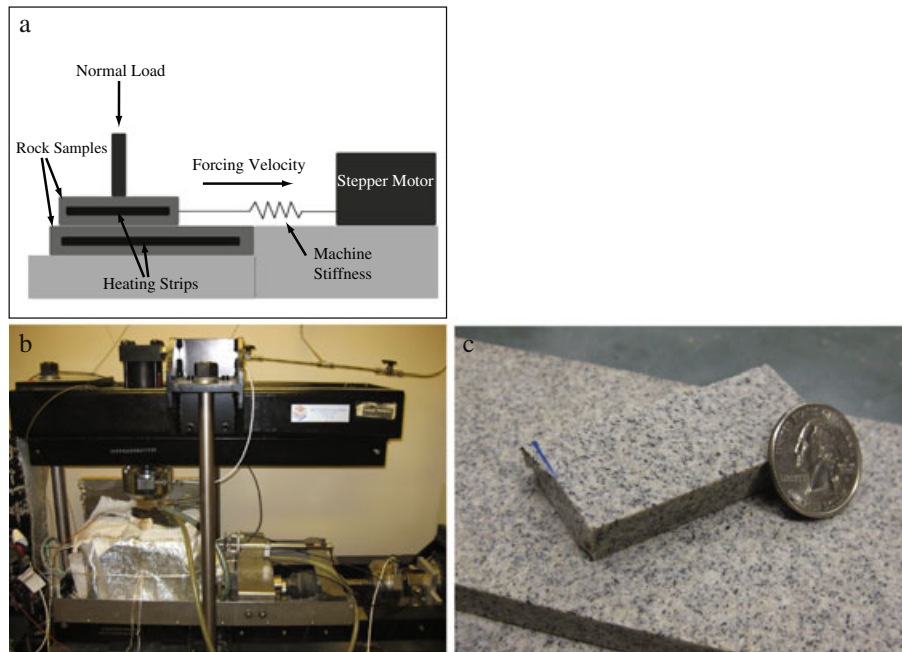 a
Normal Load
Rock Samples
Forcing Velocity
Stepper Motor
Machine
Stiffness
Heating Strips
b
c